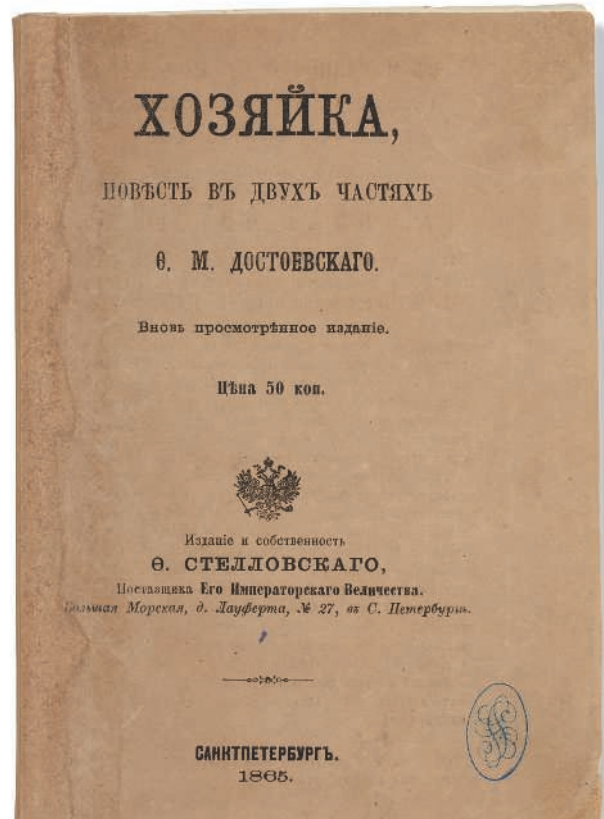 ХОЗЯЙКА,
ПОВѢСТЬ ВЪ ДВУХЪ ЧАСТЯХЪ
Ѳ. М. ДОСТОЕВСКАГО.
Вновь просмотрѣнное изданіе.
Цѣна 50 коп.
Изданіе и собственность
Ѳ. СТЕЛЛОВСКАГО,
Поставщика Его Императорскаго Величества.
Большая Морская, д. Лауферта, № 27, въ С. Петербургѣ.
САНКТПЕТЕРБУРГЪ.
1865.